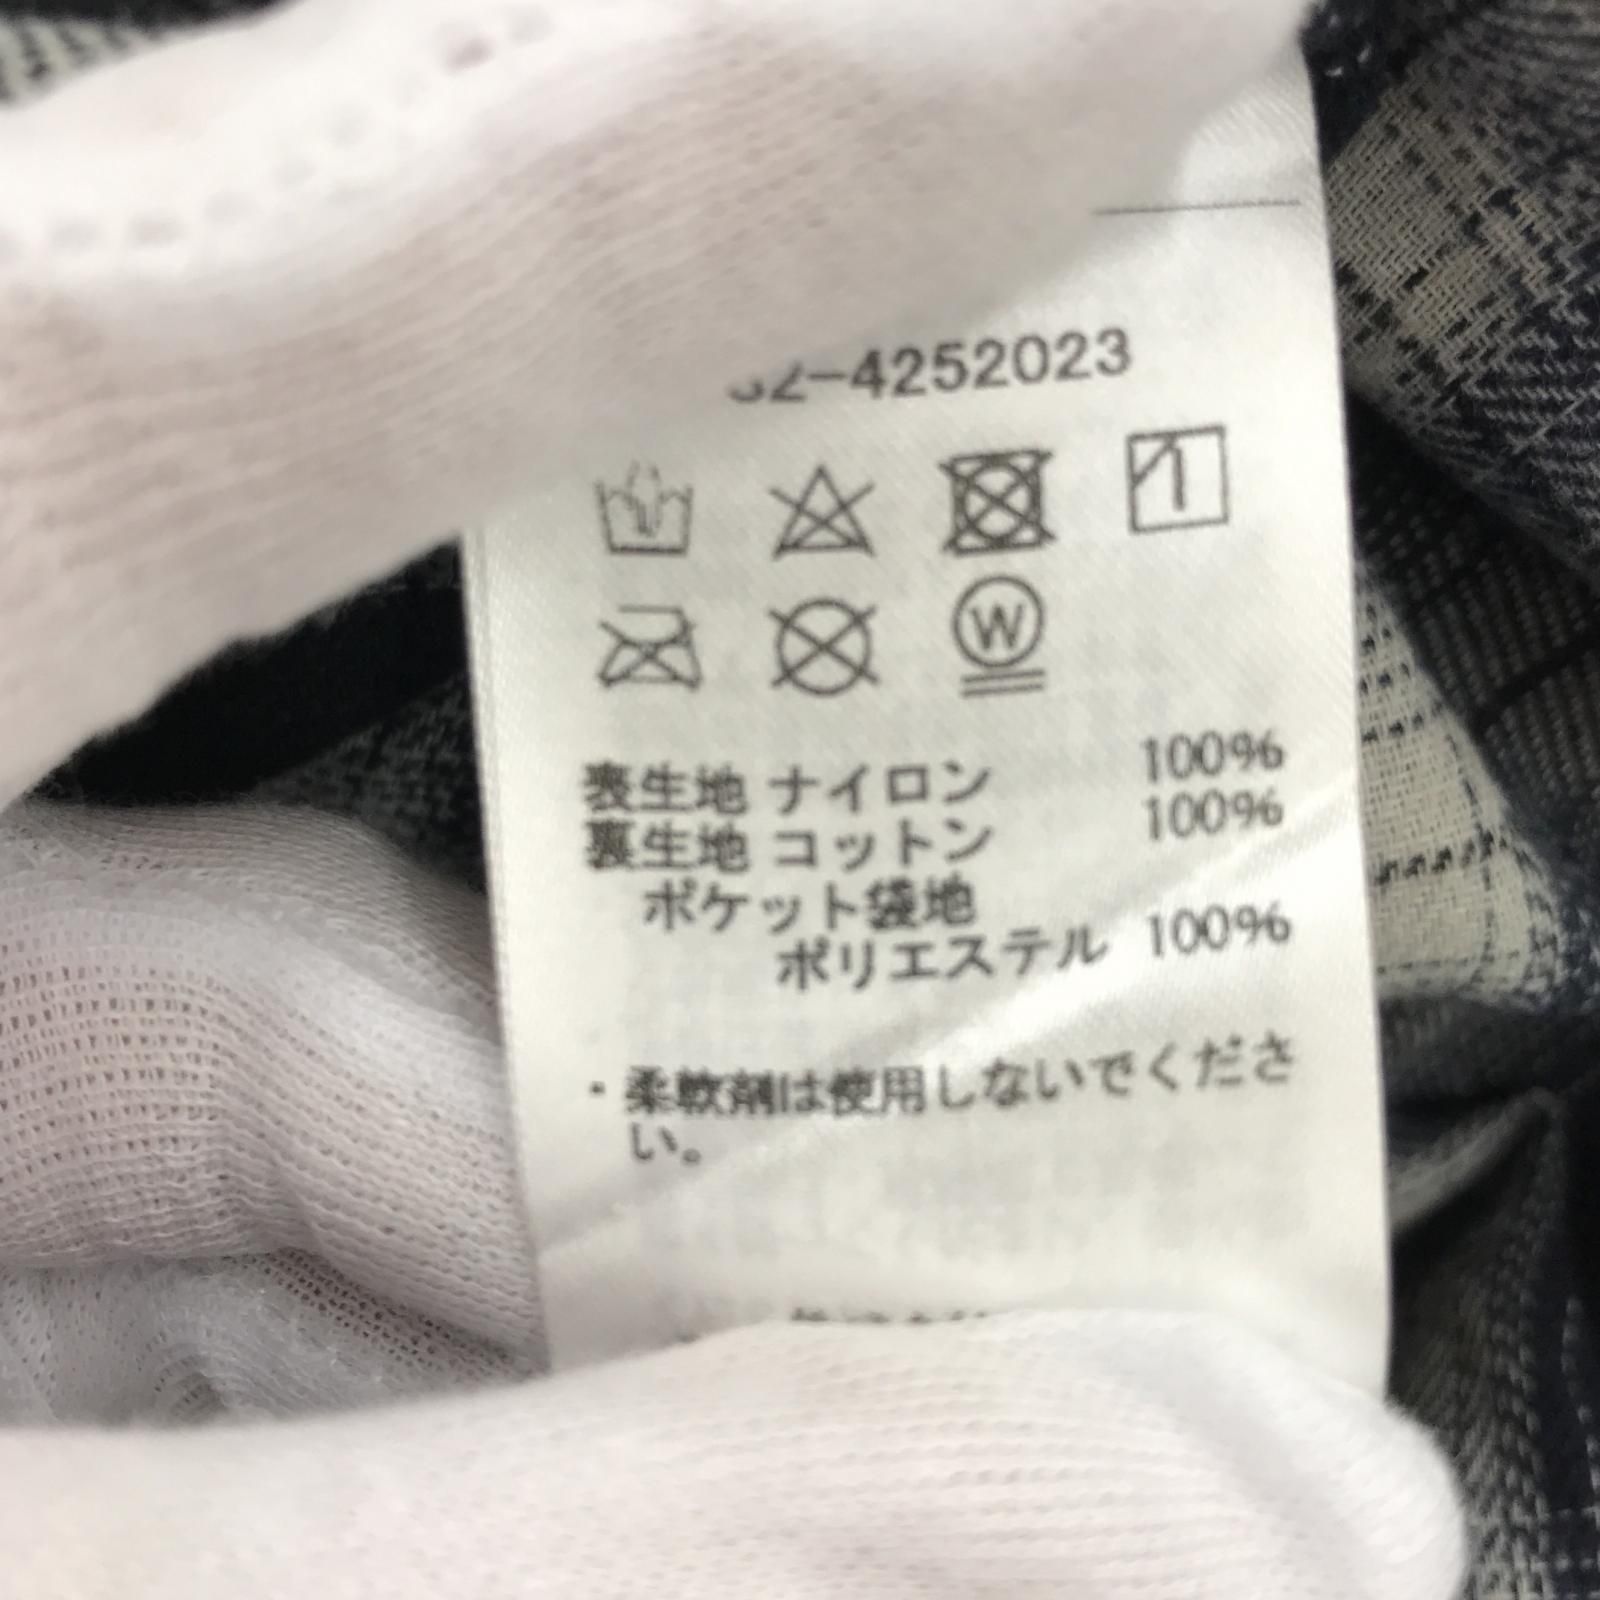 32-4252023
W
表生地 ナイロン 100%
裏生地 コットン 100%
ポケット袋地
ポリエステル 100%
・柔軟剤は使用しないでくださ
い。